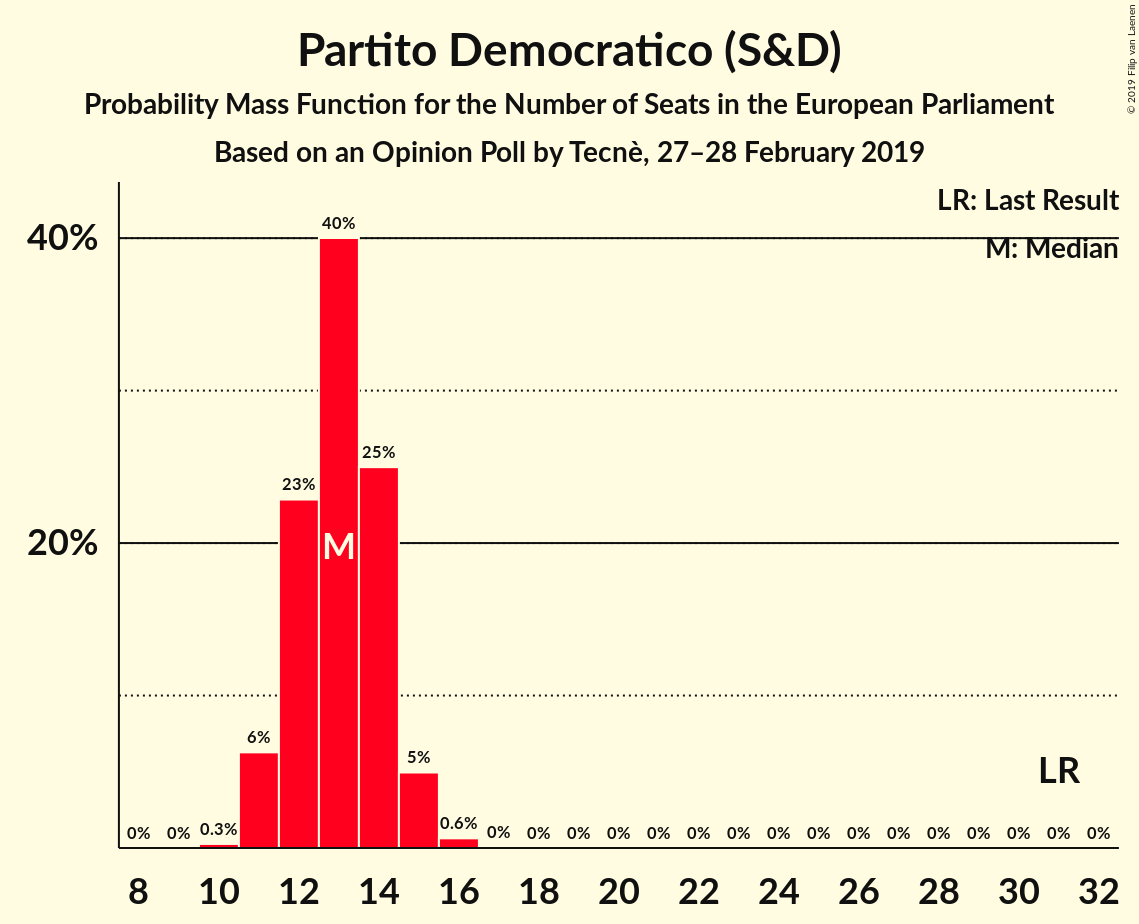 Partito Democratico (S&D)
Probability Mass Function for the Number of Seats in the European Parliament
Based on an Opinion Poll by Tecnè, 27–28 February 2019
© 2019 Filip van Laenen
LR: Last Result
M: Median
40%
20%
0% 0% 0.3% 6% 23% 40% 25% 5% 0.6% 0% 0% 0% 0% 0% 0% 0% 0% 0% 0% 0% 0% 0% 0% 0% 0%
M
LR
8 10 12 14 16 18 20 22 24 26 28 30 32